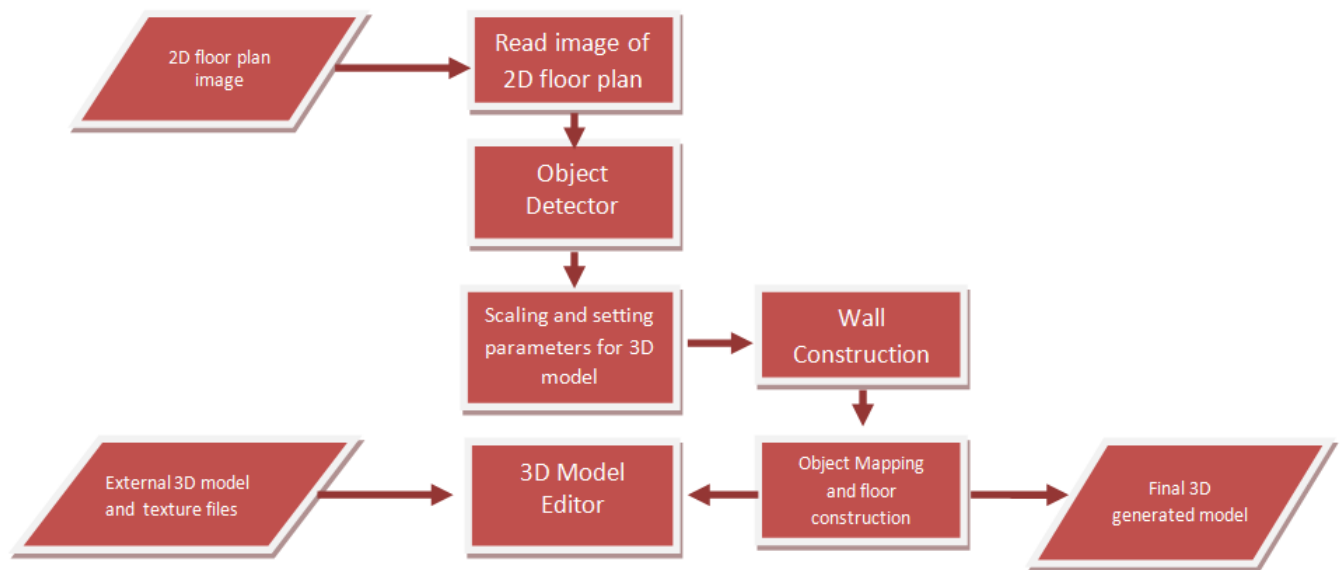 2D floor plan
image
Read image of
2D floor plan
Object
Detector
Scaling and setting
parameters for 3D
model
Wall
Construction
External 3D model
and texture files
3D Model
Editor
Object Mapping
and floor
construction
Final 3D
generated model